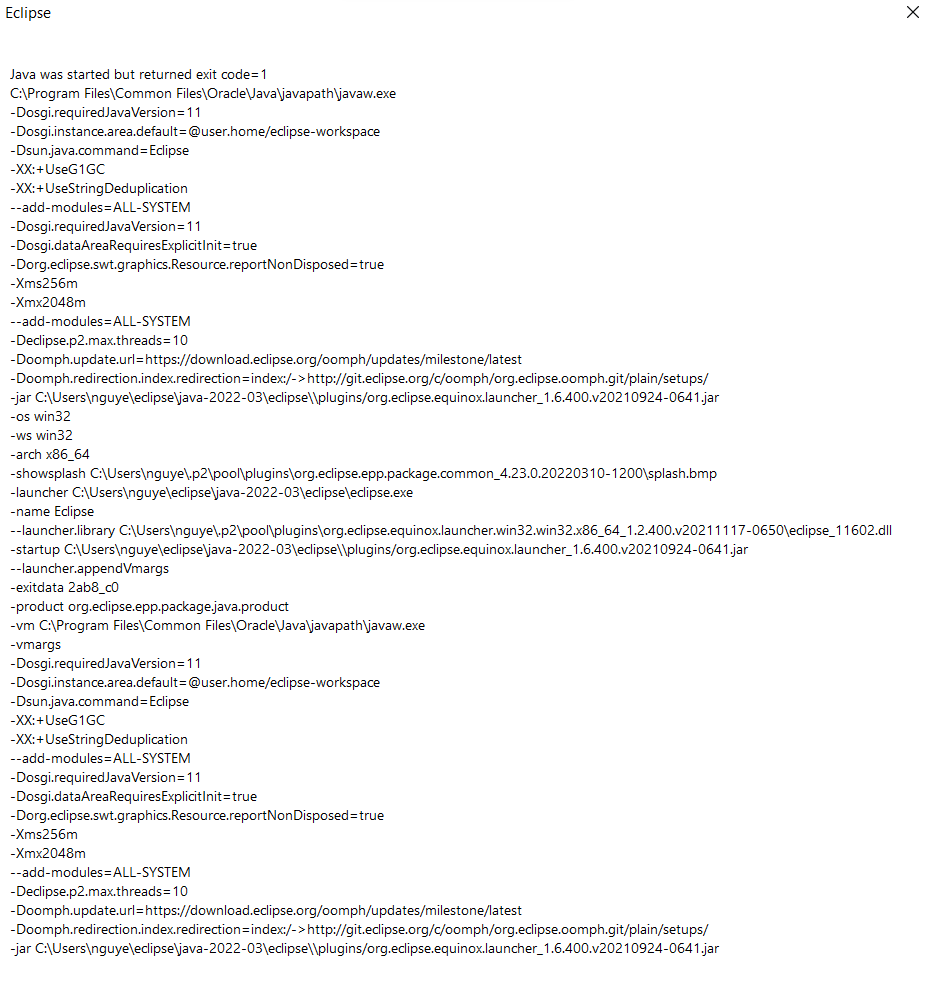 Eclipse
Java was started but returned exit code=1
C:\Program Files\Common Files\Oracle\Java\javapath\javaw.exe
-Dosgi.requiredJavaVersion=11
-Dosgi.instance.area.default=@user.home/eclipse-workspace
-Dsun.java.command=Eclipse
-XX:+UseG1GC
-XX:+UseStringDeduplication
--add-modules=ALL-SYSTEM
-Dosgi.requiredJavaVersion=11
-Dosgi.dataAreaRequiresExplicitInit=true
-Dorg.eclipse.swt.graphics.Resource.reportNonDisposed=true
-Xms256m
-Xmx2048m
--add-modules=ALL-SYSTEM
-Declipse.p2.max.threads=10
-Doomph.update.url=https://download.eclipse.org/oomph/updates/milestone/latest
-Doomph.redirection.index.redirection=index:/->http://git.eclipse.org/c/oomph/org.eclipse.oomph.git/plain/setups/
-jar C:\Users\nguye\eclipse\java-2022-03\eclipse\\plugins/org.eclipse.equinox.launcher_1.6.400.v20210924-0641.jar
-os win32
-ws win32
-arch x86_64
-showsplash C:\Users\nguye\.p2\pool\plugins\org.eclipse.epp.package.common_4.23.0.20220310-1200\splash.bmp
-launcher C:\Users\nguye\eclipse\java-2022-03\eclipse\eclipse.exe
-name Eclipse
--launcher.library C:\Users\nguye\.p2\pool\plugins\org.eclipse.equinox.launcher.win32.win32.x86_64_1.2.400.v20211117-0650\eclipse_11602.dll
-startup C:\Users\nguye\eclipse\java-2022-03\eclipse\\plugins/org.eclipse.equinox.launcher_1.6.400.v20210924-0641.jar
--launcher.appendVmargs
-exitdata 2ab8_c0
-product org.eclipse.epp.package.java.product
-vm C:\Program Files\Common Files\Oracle\Java\javapath\javaw.exe
-vmargs
-Dosgi.requiredJavaVersion=11
-Dosgi.instance.area.default=@user.home/eclipse-workspace
-Dsun.java.command=Eclipse
-XX:+UseG1GC
-XX:+UseStringDeduplication
--add-modules=ALL-SYSTEM
-Dosgi.requiredJavaVersion=11
-Dosgi.dataAreaRequiresExplicitInit=true
-Dorg.eclipse.swt.graphics.Resource.reportNonDisposed=true
-Xms256m
-Xmx2048m
--add-modules=ALL-SYSTEM
-Declipse.p2.max.threads=10
-Doomph.update.url=https://download.eclipse.org/oomph/updates/milestone/latest
-Doomph.redirection.index.redirection=index:/->http://git.eclipse.org/c/oomph/org.eclipse.oomph.git/plain/setups/
-jar C:\Users\nguye\eclipse\java-2022-03\eclipse\\plugins/org.eclipse.equinox.launcher_1.6.400.v20210924-0641.jar